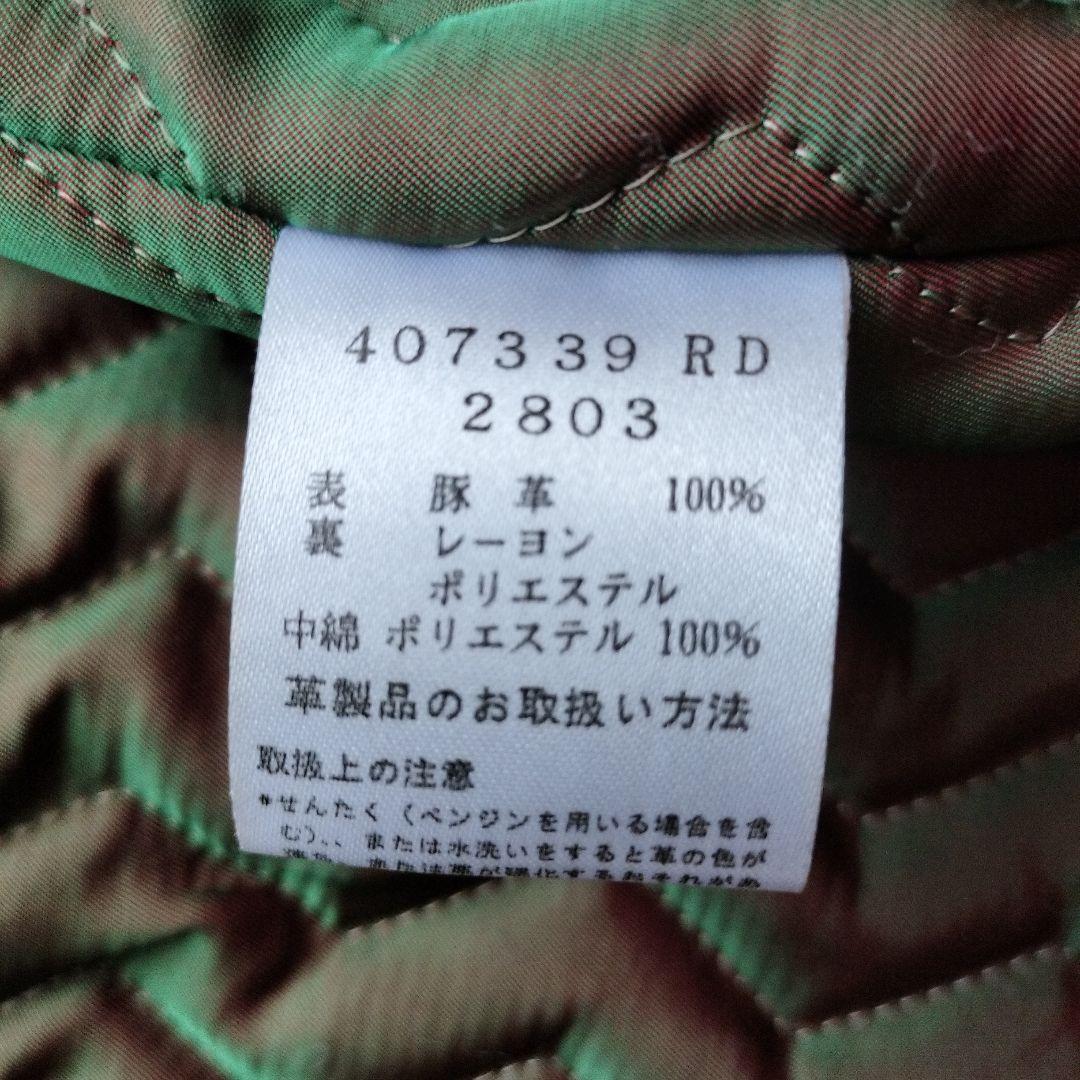 407339 RD
2803
表 豚 革 100%
裏 レーヨン
ポリエステル
中綿 ポリエステル 100%
革製品のお取扱い方法
取扱上の注意
*せんたく(ベンジンを用いる場合を含
む)、、または水洗いをすると革の色が